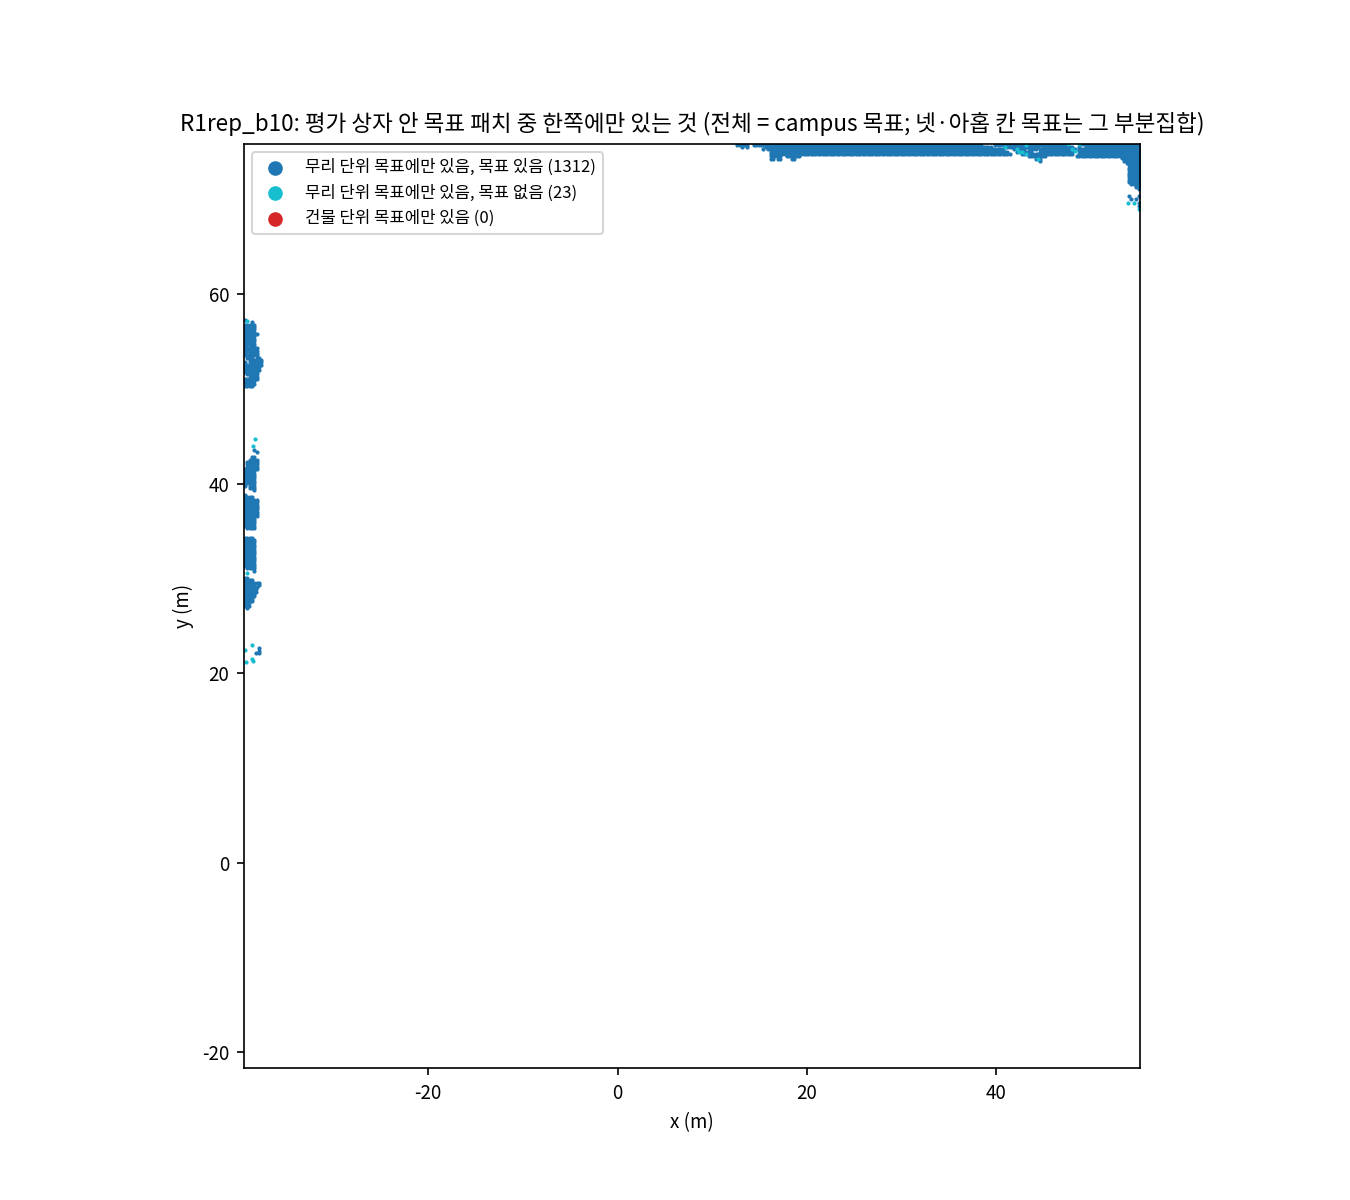 R1rep_b10: 평가 상자 안 목표 패치 중 한쪽에만 있는 것 (전체 = campus 목표; 넷·아홉 칸 목표는 그 부분집합)
무리 단위 목표에만 있음, 목표 있음 (1312)
무리 단위 목표에만 있음, 목표 없음 (23)
건물 단위 목표에만 있음 (0)
60
40
20
0
-20
y (m)
-20 0 20 40
x (m)